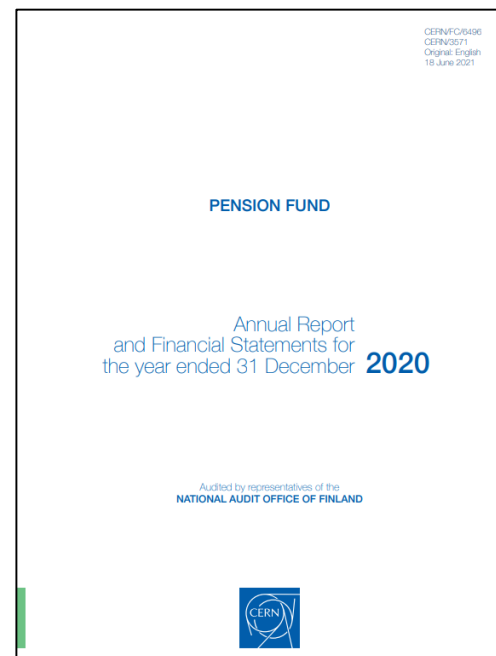 CERN/FC/6496
CERN/3571
Original: English
18 June 2021
PENSION FUND
Annual Report
and Financial Statements for
the year ended 31 December 2020
Audited by representatives of the
NATIONAL AUDIT OFFICE OF FINLAND
CERN